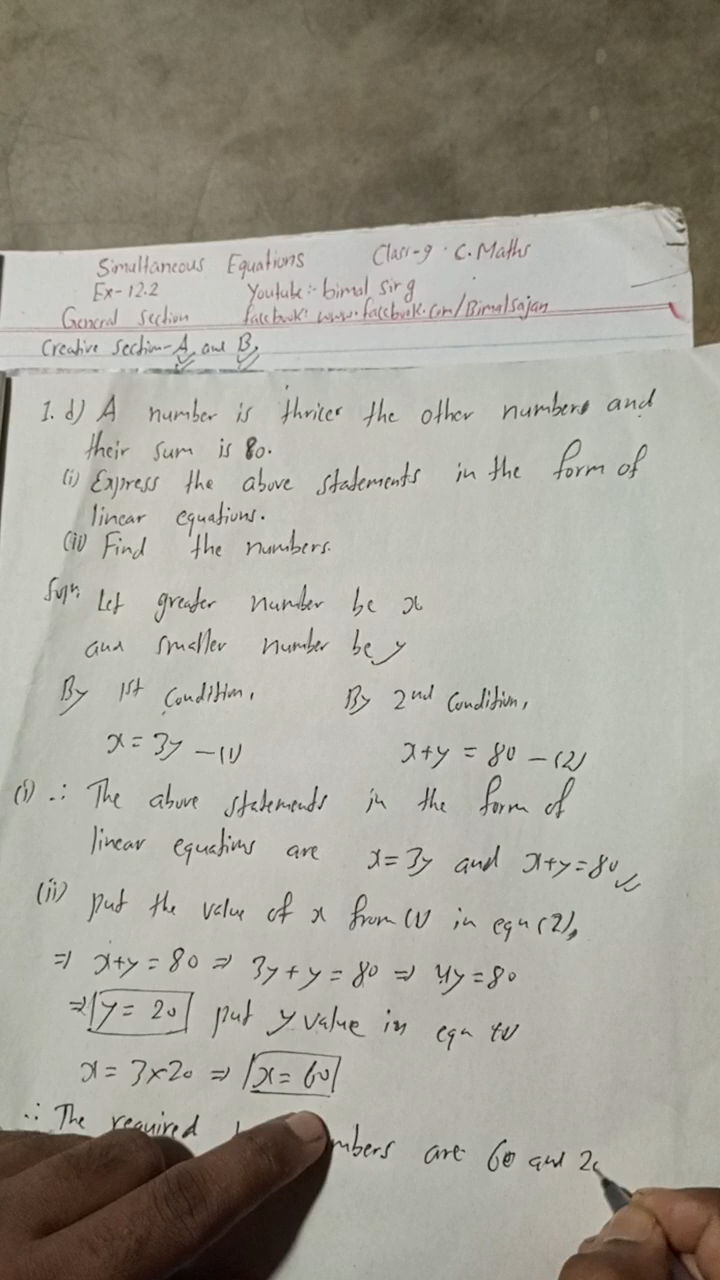 Simultaneous Equations Class-9 C. Maths
Ex-12.2 Youtube:- bimal sir g
General section facebook: www.facebook.com/Bimalsajan
Creative section-A and B,
1. d) A number is thrice the other numbers and
their sum is 80.
(i) Express the above statements in the form of
linear equations.
(ii) Find the numbers.
Sol^n Let greater number be x
and smaller number be y
By 1st condition, By 2nd condition,
x = 3y —(1) x+y = 80 —(2)
(i) ∴ The above statements in the form of
linear equations are x=3y and x+y=80
(ii) put the value of x from (1) in eqn (2),
⇒ x+y = 80 ⇒ 3y+y = 80 ⇒ 4y=80
⇒ y = 20 put y value in eqn (1)
x = 3×20 ⇒ x = 60
∴ The required mbers are 60 and 20